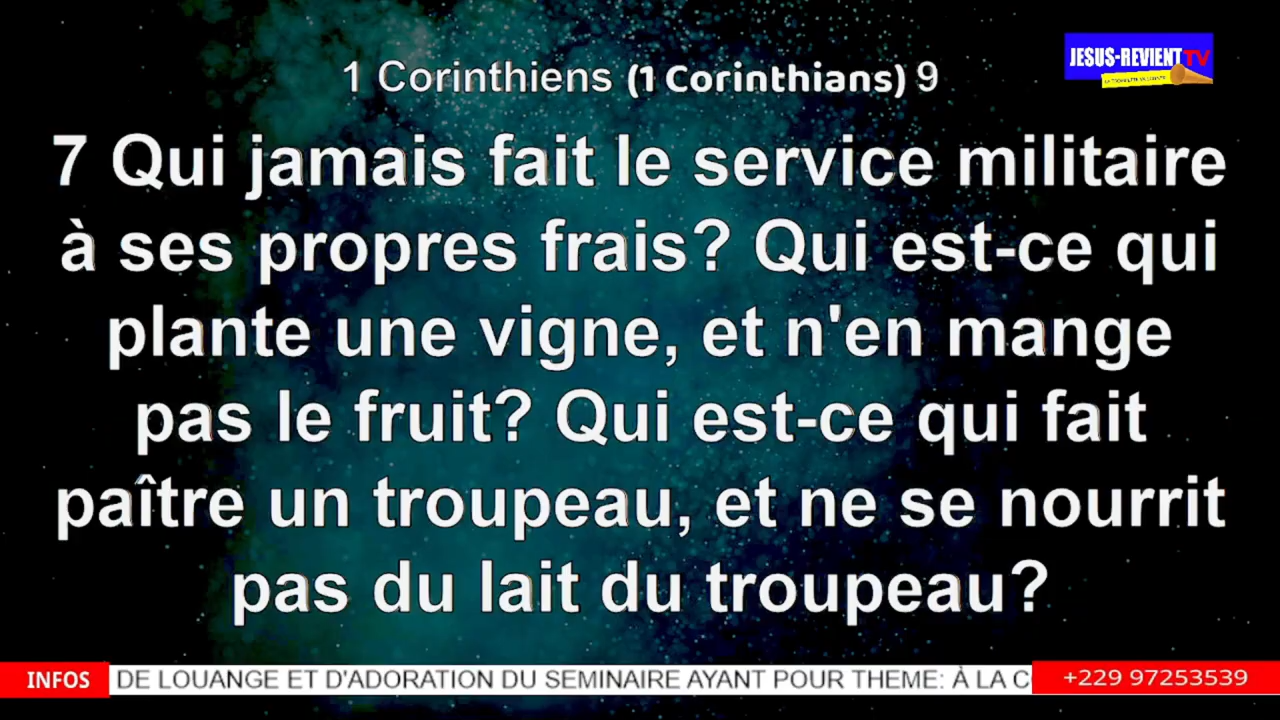 JESUS-REVIENT TV
1 Corinthiens (1 Corinthians) 9
7 Qui jamais fait le service militaire
à ses propres frais? Qui est-ce qui
plante une vigne, et n'en mange
pas le fruit? Qui est-ce qui fait
paître un troupeau, et ne se nourrit
pas du lait du troupeau?
INFOS DE LOUANGE ET D'ADORATION DU SEMINAIRE AYANT POUR THEME: À LA C +229 97253539